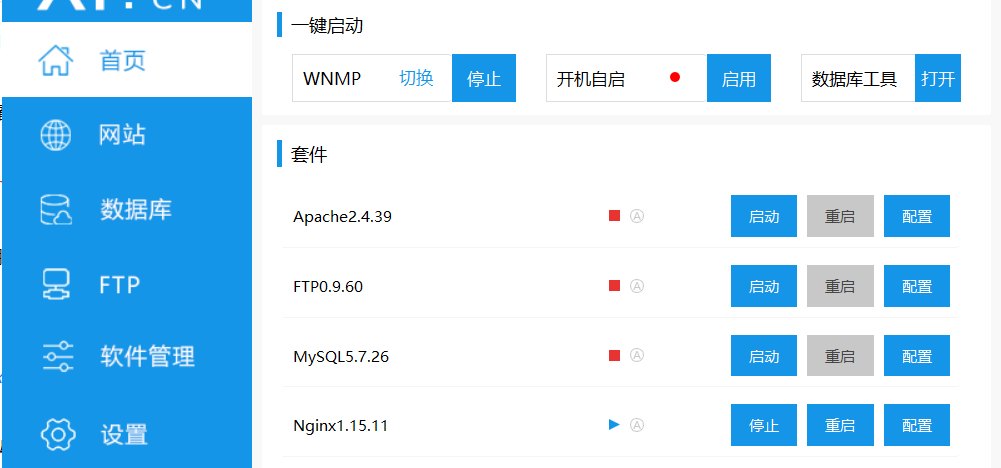 首页
网站
数据库
FTP
软件管理
设置
一键启动
WNMP 切换 停止 开机自启 启用 数据库工具 打开
套件
Apache2.4.39 A 启动 重启 配置
FTP0.9.60 A 启动 重启 配置
MySQL5.7.26 A 启动 重启 配置
Nginx1.15.11 A 停止 重启 配置